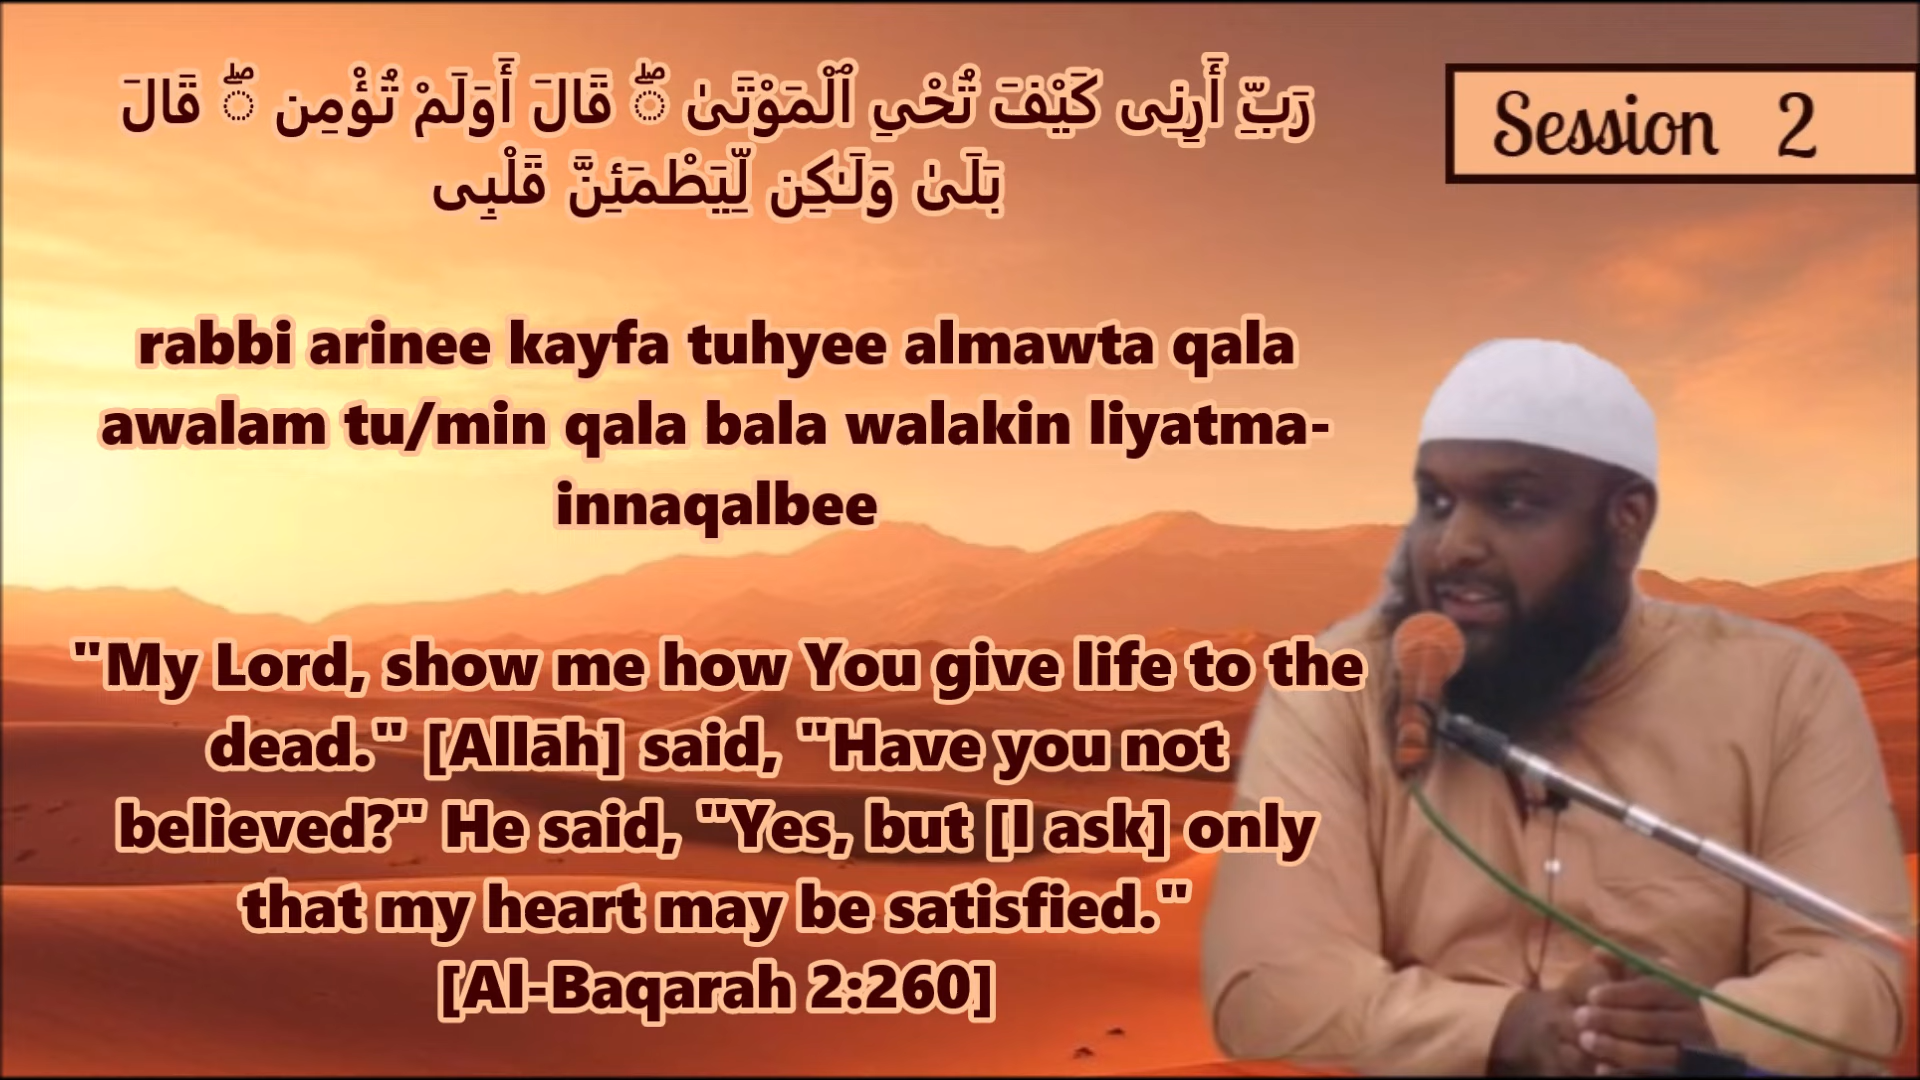 رَبِّ أَرِنِى كَيْفَ تُحْىِ ٱلْمَوْتَىٰ ۖ قَالَ أَوَلَمْ تُؤْمِن ۖ قَالَ
بَلَىٰ وَلَـٰكِن لِّيَطْمَئِنَّ قَلْبِى
Session 2
rabbi arinee kayfa tuhyee almawta qala
awalam tu/min qala bala walakin liyatma-
innaqalbee
"My Lord, show me how You give life to the
dead." [Allāh] said, "Have you not
believed?" He said, "Yes, but [I ask] only
that my heart may be satisfied."
[Al-Baqarah 2:260]